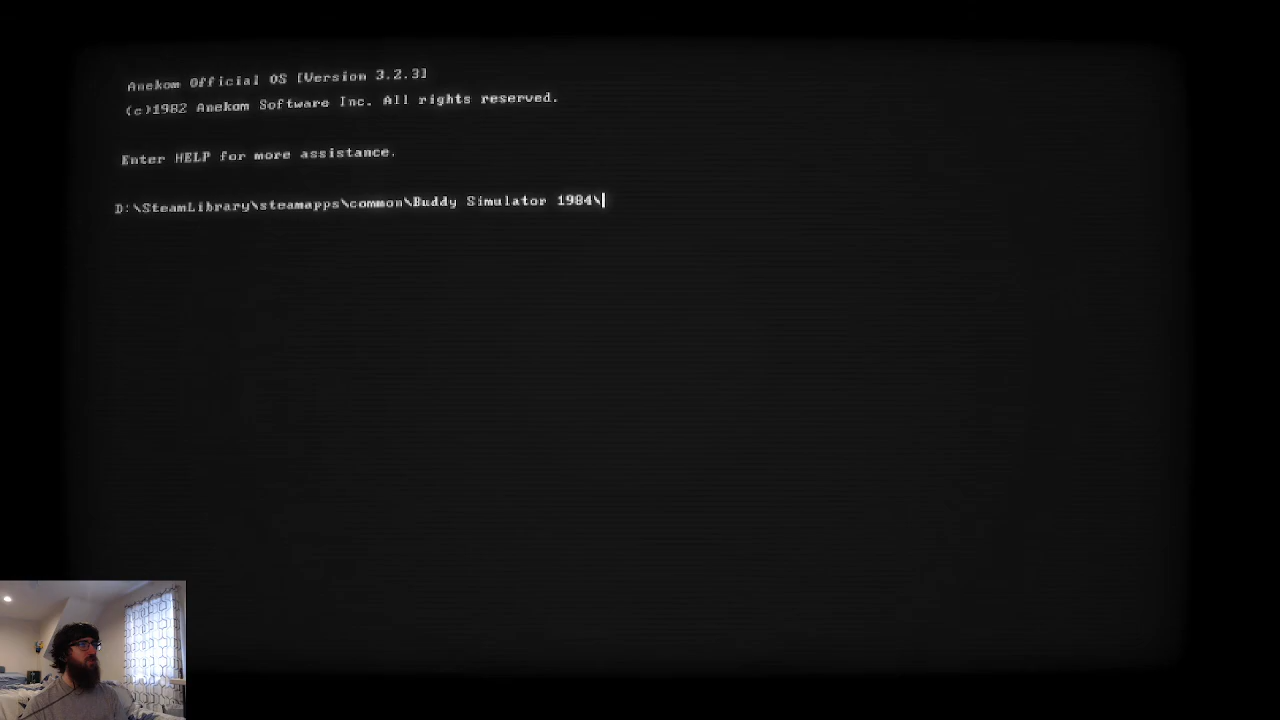 Anekom Official OS [Version 3.2.3]
(c)1982 Anekom Software Inc. All rights reserved.
Enter HELP for more assistance.
D:\SteamLibrary\steamapps\common\Buddy Simulator 1984\